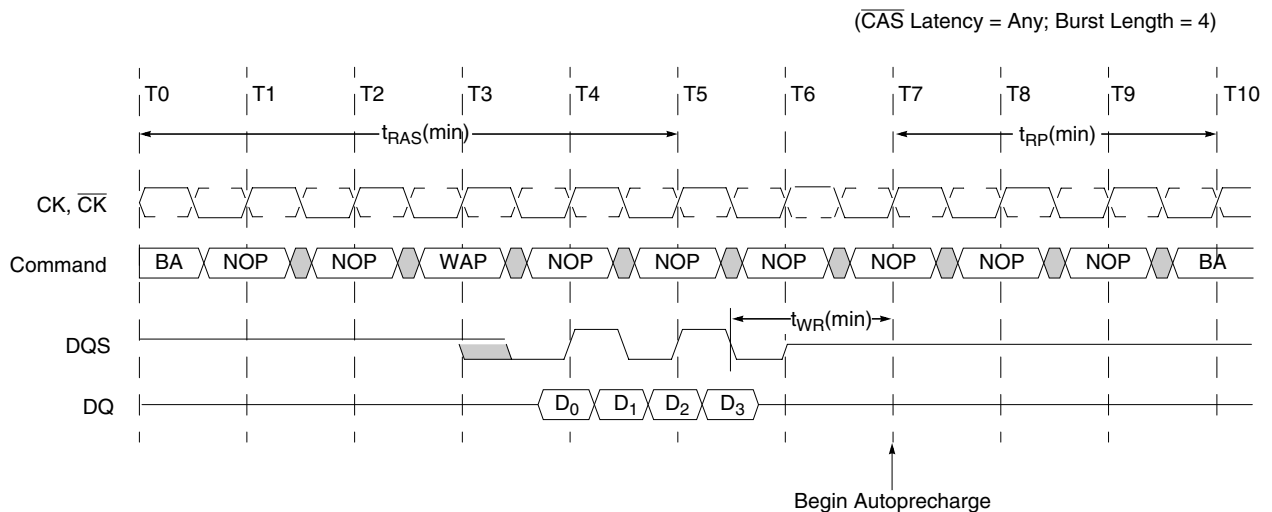 (CAS Latency = Any; Burst Length = 4)
T0 T1 T2 T3 T4 T5 T6 T7 T8 T9 T10
tRAS(min) tRP(min)
CK, CK
Command BA NOP NOP WAP NOP NOP NOP NOP NOP NOP BA
tWR(min)
DQS
DQ D0 D1 D2 D3
Begin Autoprecharge